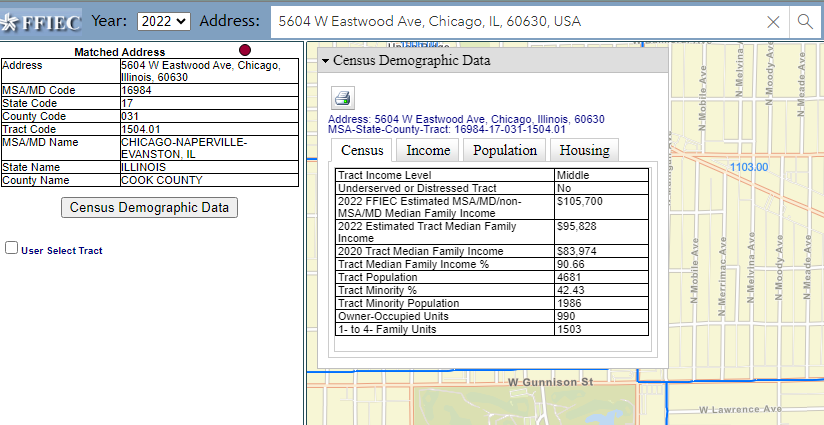 FFIEC Year: 2022 Address: 5604 W Eastwood Ave, Chicago, IL, 60630, USA
Matched Address
Address 5604 W Eastwood Ave, Chicago,
Illinois, 60630
MSA/MD Code 16984
State Code 17
County Code 031
Tract Code 1504.01
MSA/MD Name CHICAGO-NAPERVILLE-
EVANSTON, IL
State Name ILLINOIS
County Name COOK COUNTY
Census Demographic Data
User Select Tract
Census Demographic Data
Address: 5604 W Eastwood Ave, Chicago, Illinois, 60630
MSA-State-County-Tract: 16984-17-031-1504.01
Census Income Population Housing
Tract Income Level Middle
Underserved or Distressed Tract No
2022 FFIEC Estimated MSA/MD/non-
MSA/MD Median Family Income $105,700
2022 Estimated Tract Median Family
Income $95,828
2020 Tract Median Family Income $83,974
Tract Median Family Income % 90.66
Tract Population 4681
Tract Minority % 42.43
Tract Minority Population 1986
Owner-Occupied Units 990
1- to 4- Family Units 1503
N Mobile Ave
N Melvina Ave
N Moody Ave
N Meade Ave
1103.00
N Mobile Ave
N Merrimac Ave
N Melvina Ave
N Moody Ave
N Meade Ave
W Gunnison St
W Lawrence Ave